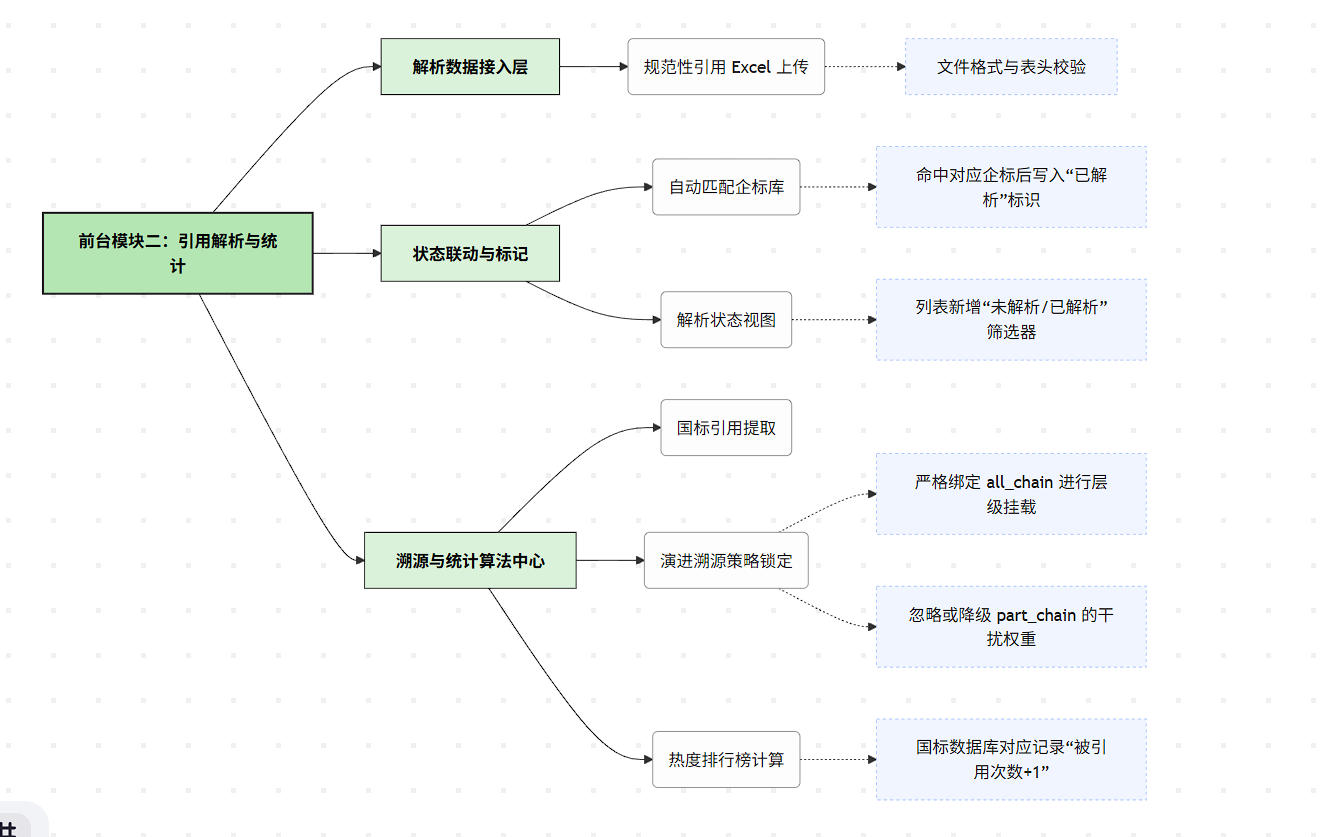 解析数据接入层
规范性引用 Excel 上传
文件格式与表头校验
自动匹配企标库
命中对应企标后写入“已解
析”标识
前台模块二：引用解析与统
计
状态联动与标记
解析状态视图
列表新增“未解析/已解析”
筛选器
国标引用提取
严格绑定 all_chain 进行层
级挂载
溯源与统计算法中心
演进溯源策略锁定
忽略或降级 part_chain 的干
扰权重
热度排行榜计算
国标数据库对应记录“被引
用次数+1”